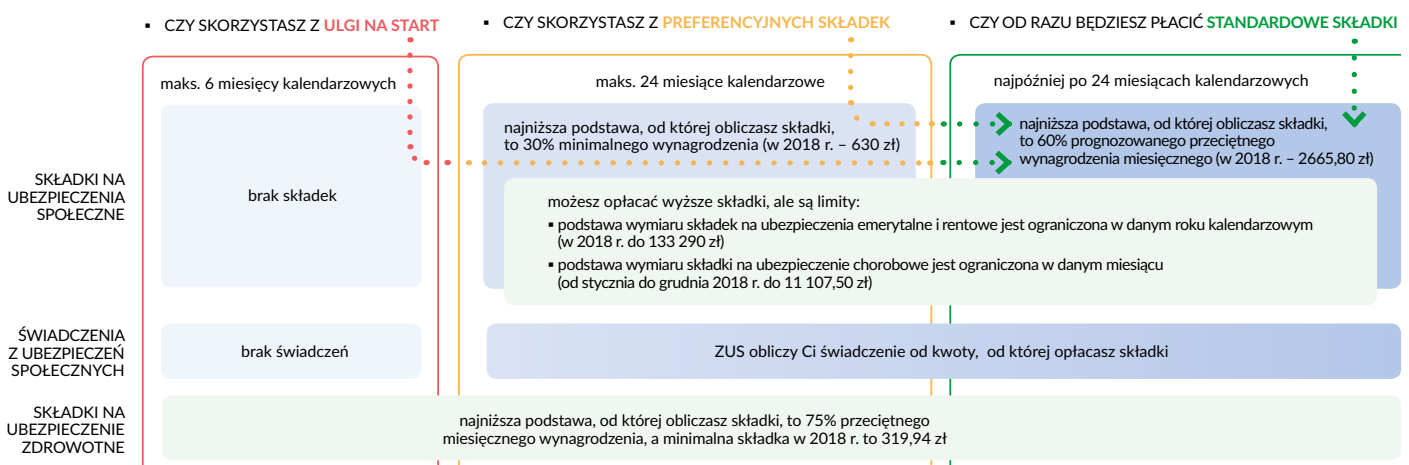 ▪ CZY SKORZYSTASZ Z ULGI NA START
▪ CZY SKORZYSTASZ Z PREFERENCYJNYCH SKŁADEK
▪ CZY OD RAZU BĘDZIESZ PŁACIĆ STANDARDOWE SKŁADKI
maks. 6 miesięcy kalendarzowych
maks. 24 miesiące kalendarzowe
najpóźniej po 24 miesiącach kalendarzowych
SKŁADKI NA
UBEZPIECZENIA
SPOŁECZNE
brak składek
najniższa podstawa, od której obliczasz składki,
to 30% minimalnego wynagrodzenia (w 2018 r. – 630 zł)
najniższa podstawa, od której obliczasz składki,
to 60% prognozowanego przeciętnego
wynagrodzenia miesięcznego (w 2018 r. – 2665,80 zł)
możesz opłacać wyższe składki, ale są limity:
▪ podstawa wymiaru składek na ubezpieczenia emerytalne i rentowe jest ograniczona w danym roku kalendarzowym
(w 2018 r. do 133 290 zł)
▪ podstawa wymiaru składki na ubezpieczenie chorobowe jest ograniczona w danym miesiącu
(od stycznia do grudnia 2018 r. do 11 107,50 zł)
ŚWIADCZENIA
Z UBEZPIECZEŃ
SPOŁECZNYCH
brak świadczeń
ZUS obliczy Ci świadczenie od kwoty, od której opłacasz składki
SKŁADKI NA
UBEZPIECZENIE
ZDROWOTNE
najniższa podstawa, od której obliczasz składki, to 75% przeciętnego
miesięcznego wynagrodzenia, a minimalna składka w 2018 r. to 319,94 zł